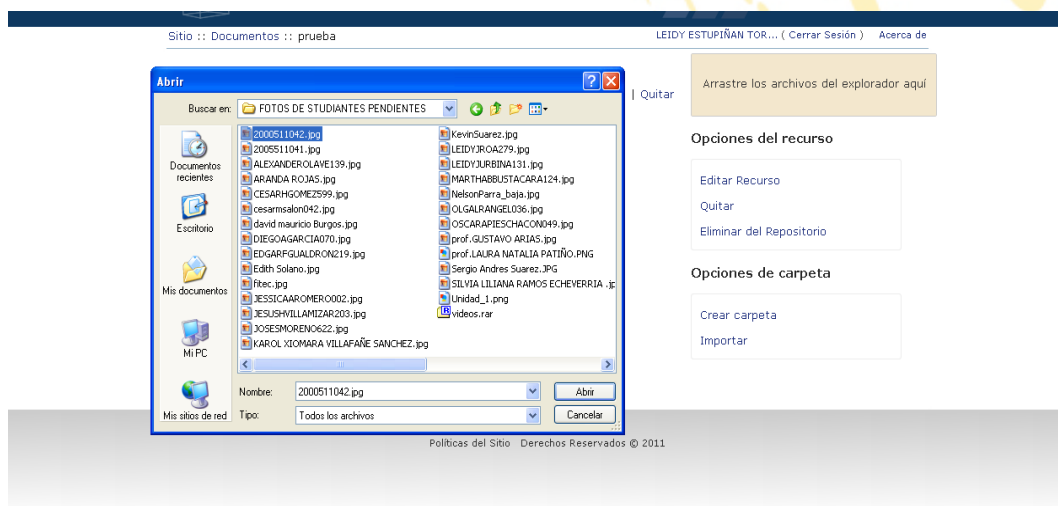 Sitio :: Documentos :: prueba
LEIDY ESTUPIÑAN TOR... ( Cerrar Sesión ) Acerca de
Abrir
Buscar en: FOTOS DE STUDIANTES PENDIENTES
| Quitar
Arrastre los archivos del explorador aquí
Documentos recientes
Escritorio
Mis documentos
Mi PC
Mis sitios de red
2000511042.jpg
2005511041.jpg
ALEXANDEROLAVE139.jpg
ARANDA ROJAS.jpg
CESARHGOMEZ599.jpg
cesarmsalon042.jpg
david mauricio Burgos.jpg
DIEGOAGARCIA070.jpg
EDGARFGUALDRON219.jpg
Edith Solano.jpg
fitec.jpg
JESSICAAROMERO002.jpg
JESUSHVILLAMIZAR203.jpg
JOSESMORENO622.jpg
KAROL XIOMARA VILLAFAÑE SANCHEZ.jpg
KevinSuarez.jpg
LEIDYJROA279.jpg
LEIDYJURBINA131.jpg
MARTHABBUSTACARA124.jpg
NelsonParra_baja.jpg
OLGALRANGEL036.jpg
OSCARAPIESCHACON049.jpg
prof.GUSTAVO ARIAS.jpg
prof.LAURA NATALIA PATIÑO.PNG
Sergio Andres Suarez.JPG
SILVIA LILIANA RAMOS ECHEVERRIA .jp
Unidad_1.png
videos.rar
Nombre: 2000511042.jpg Abrir
Tipo: Todos los archivos Cancelar
Opciones del recurso
Editar Recurso
Quitar
Eliminar del Repositorio
Opciones de carpeta
Crear carpeta
Importar
Políticas del Sitio Derechos Reservados © 2011